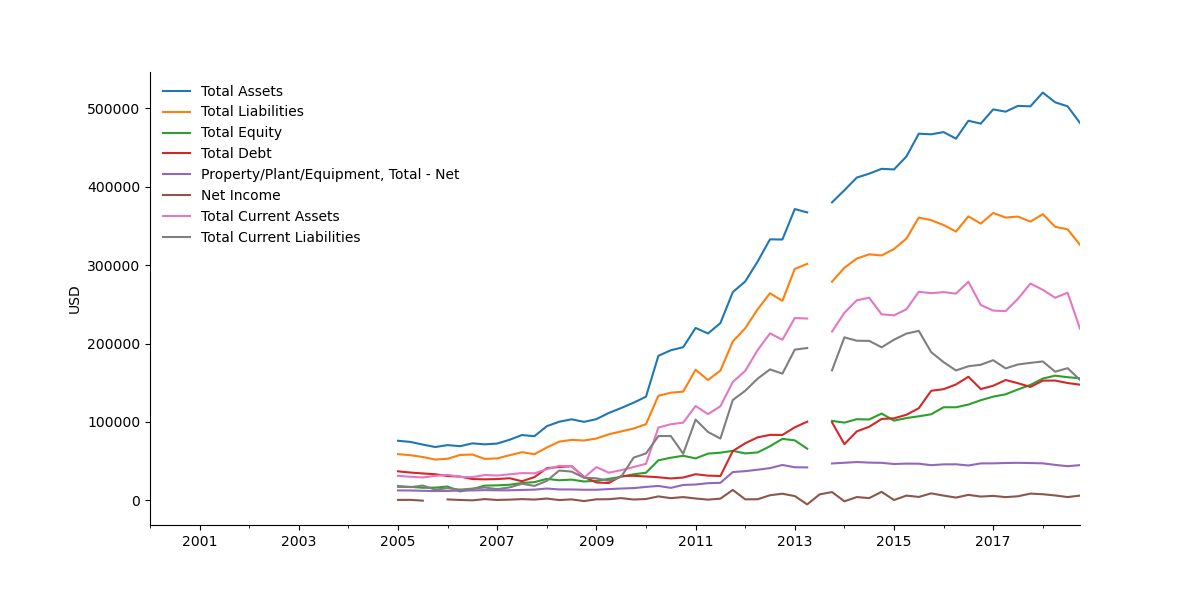 500000
400000
300000
200000
100000
0
USD
Total Assets
Total Liabilities
Total Equity
Total Debt
Property/Plant/Equipment, Total - Net
Net Income
Total Current Assets
Total Current Liabilities
2001 2003 2005 2007 2009 2011 2013 2015 2017